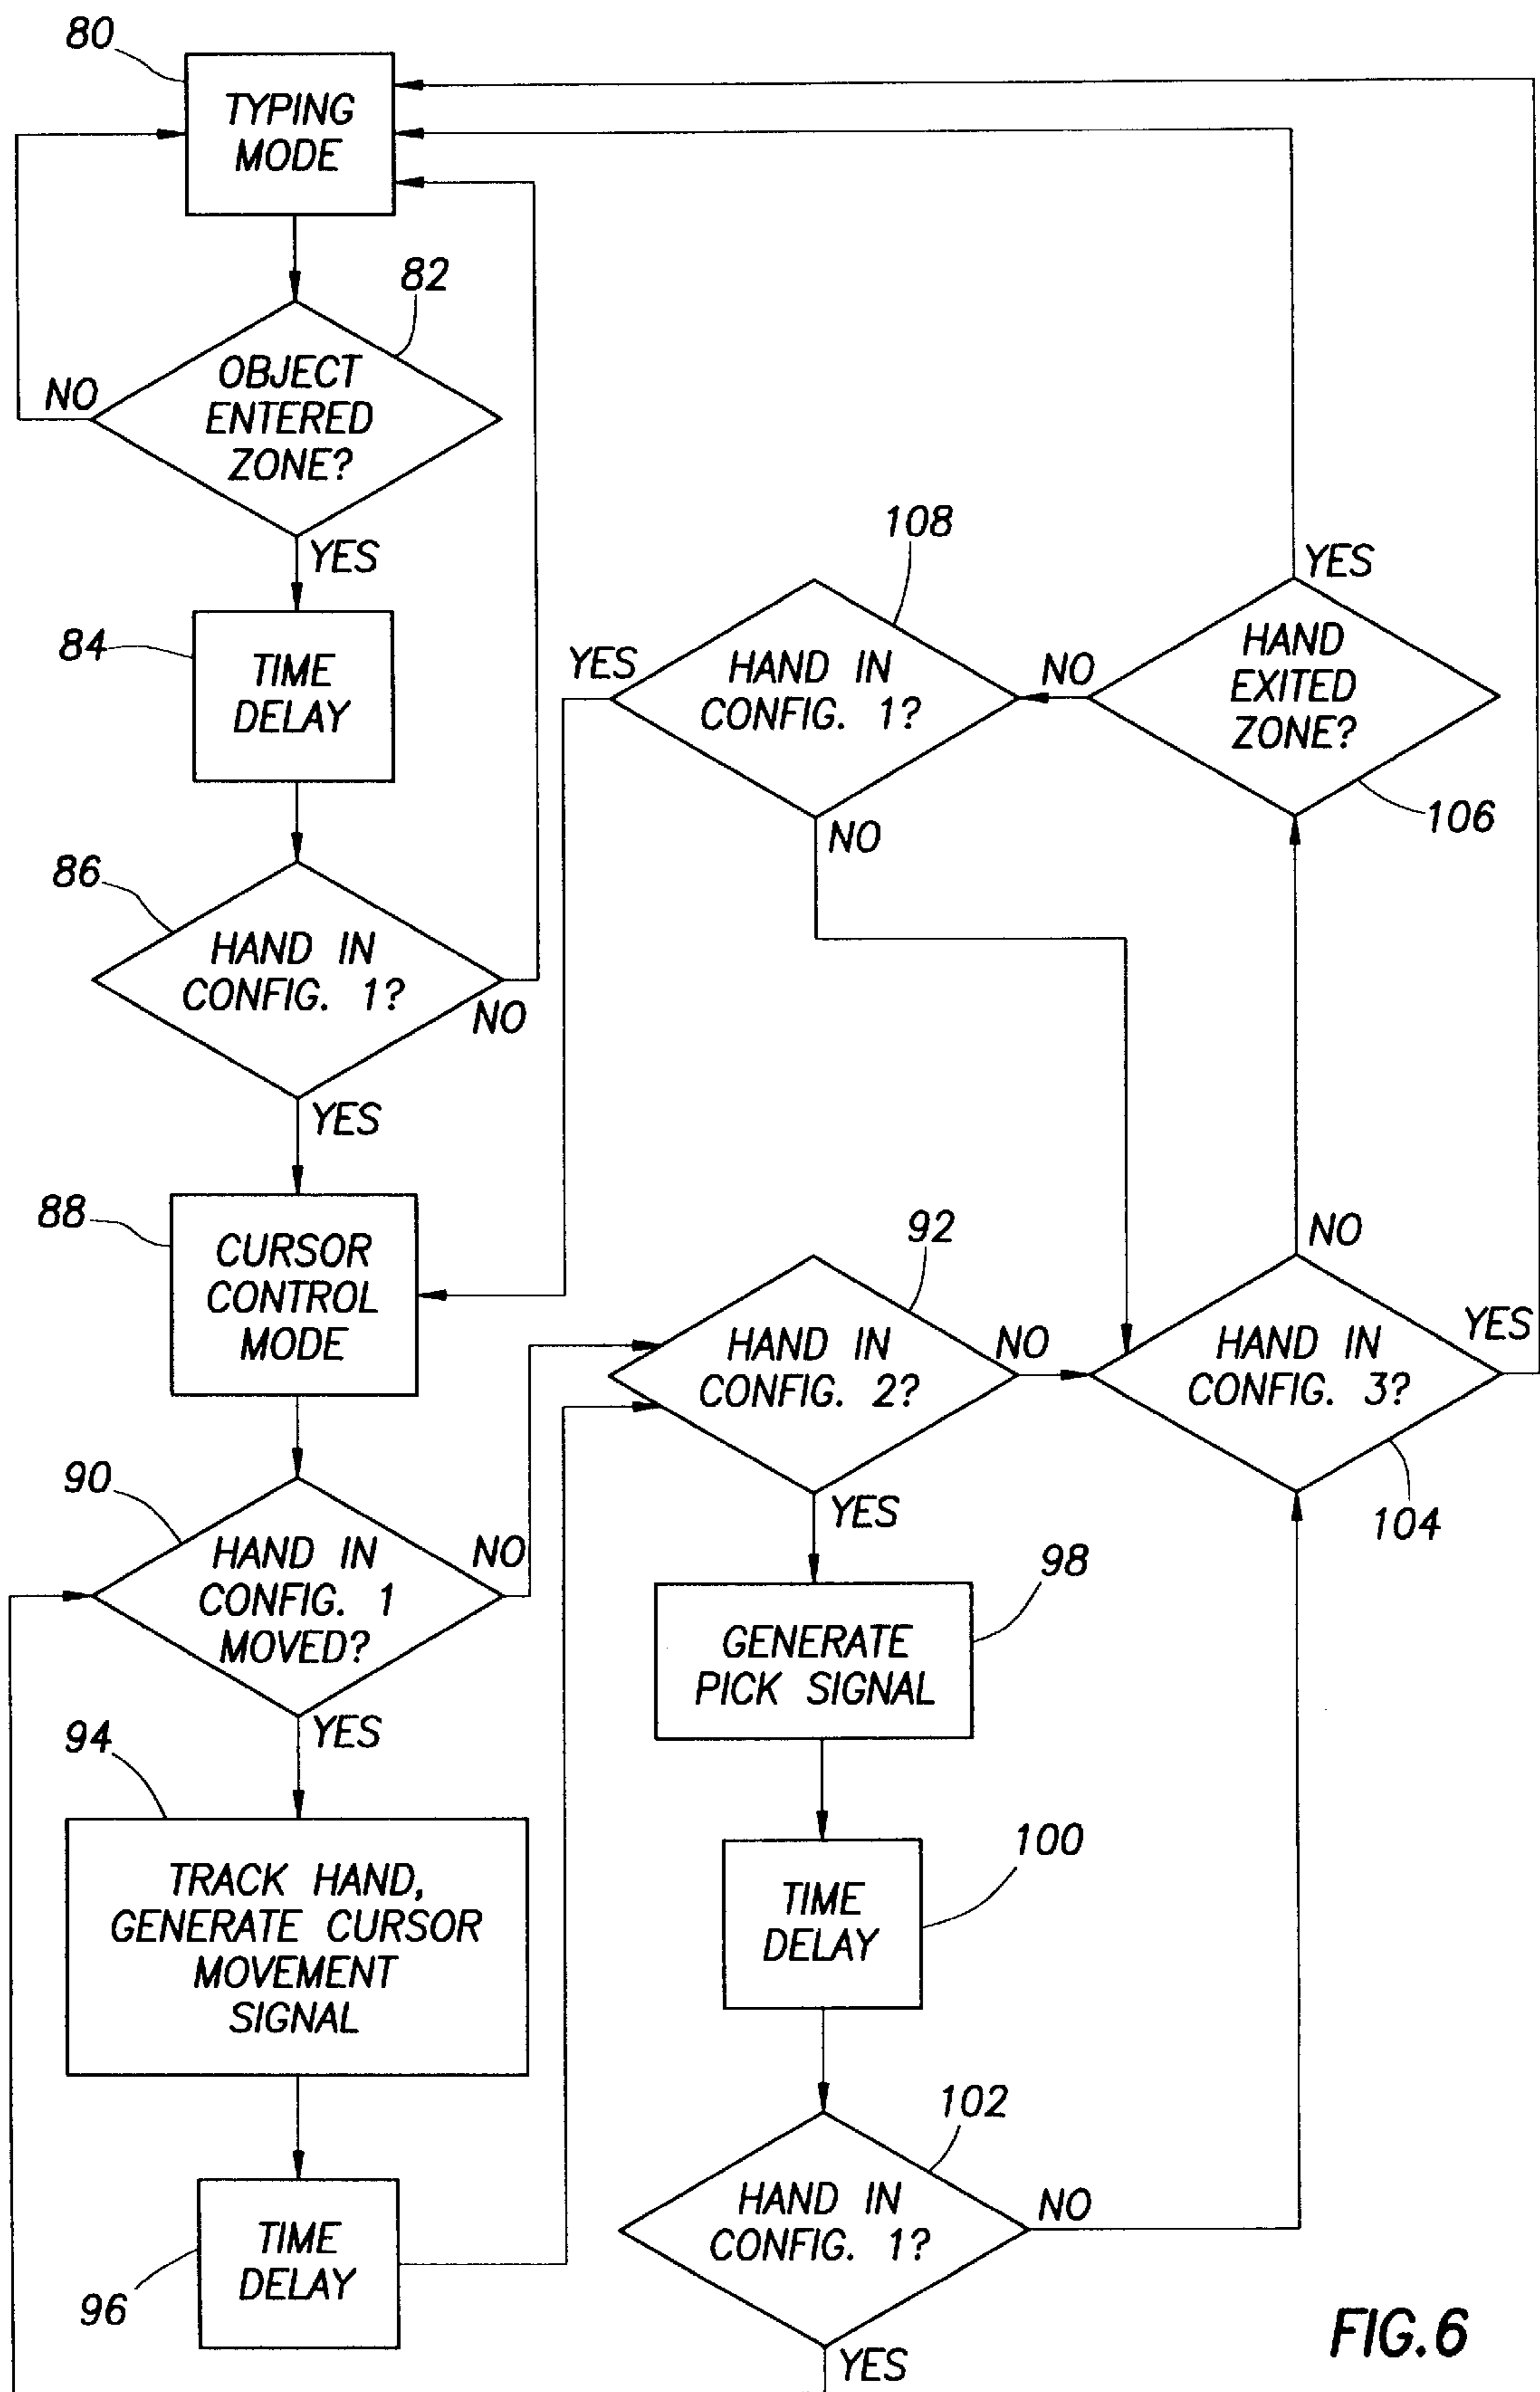 80
TYPING
MODE
82
OBJECT
ENTERED
ZONE?
NO
YES
84
TIME
DELAY
86
HAND IN
CONFIG. 1?
NO
YES
88
CURSOR
CONTROL
MODE
90
HAND IN
CONFIG. 1
MOVED?
NO
YES
94
TRACK HAND,
GENERATE CURSOR
MOVEMENT
SIGNAL
TIME
DELAY
96
108
YES
HAND IN
CONFIG. 1?
NO
NO
YES
HAND
EXITED
ZONE?
106
92
HAND IN
CONFIG. 2?
NO
YES
NO
HAND IN
CONFIG. 3?
YES
104
98
GENERATE
PICK SIGNAL
100
TIME
DELAY
102
HAND IN
CONFIG. 1?
NO
YES
FIG.6